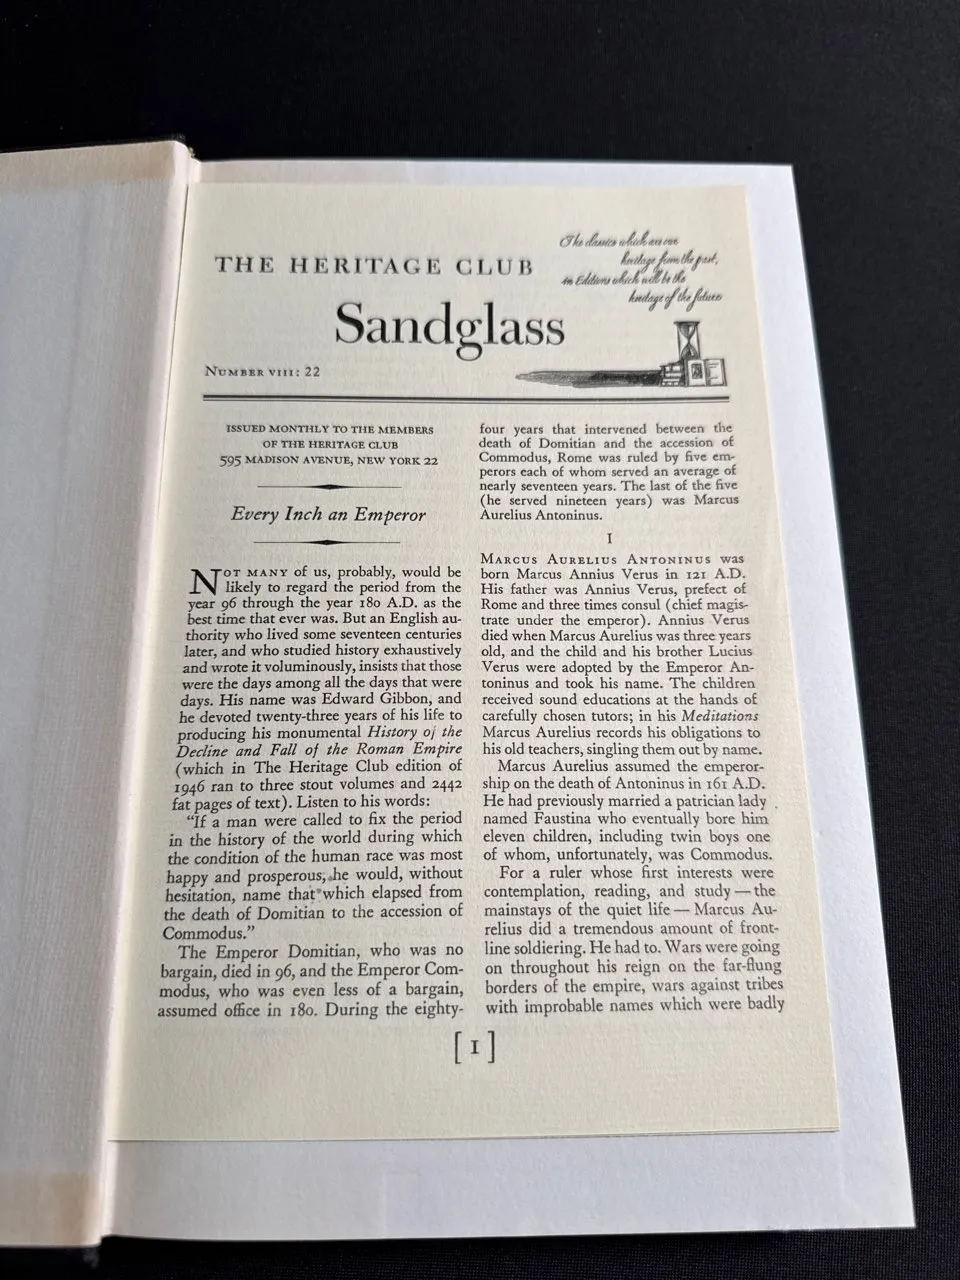 THE HERITAGE CLUB
The classics which are our
heritage from the past,
in Editions which will be the
heritage of the future
Sandglass
NUMBER VIII: 22
ISSUED MONTHLY TO THE MEMBERS
OF THE HERITAGE CLUB
595 MADISON AVENUE, NEW YORK 22
Every Inch an Emperor
NOT MANY of us, probably, would be
likely to regard the period from the
year 96 through the year 180 A.D. as the
best time that ever was. But an English au-
thority who lived some seventeen centuries
later, and who studied history exhaustively
and wrote it voluminously, insists that those
were the days among all the days that were
days. His name was Edward Gibbon, and
he devoted twenty-three years of his life to
producing his monumental History of the
Decline and Fall of the Roman Empire
(which in The Heritage Club edition of
1946 ran to three stout volumes and 2442
fat pages of text). Listen to his words:
"If a man were called to fix the period
in the history of the world during which
the condition of the human race was most
happy and prosperous, he would, without
hesitation, name that which elapsed from
the death of Domitian to the accession of
Commodus."
The Emperor Domitian, who was no
bargain, died in 96, and the Emperor Com-
modus, who was even less of a bargain,
assumed office in 180. During the eighty-
four years that intervened between the
death of Domitian and the accession of
Commodus, Rome was ruled by five em-
perors each of whom served an average of
nearly seventeen years. The last of the five
(he served nineteen years) was Marcus
Aurelius Antoninus.
I
MARCUS AURELIUS ANTONINUS was
born Marcus Annius Verus in 121 A.D.
His father was Annius Verus, prefect of
Rome and three times consul (chief magis-
trate under the emperor). Annius Verus
died when Marcus Aurelius was three years
old, and the child and his brother Lucius
Verus were adopted by the Emperor An-
toninus and took his name. The children
received sound educations at the hands of
carefully chosen tutors; in his Meditations
Marcus Aurelius records his obligations to
his old teachers, singling them out by name.
Marcus Aurelius assumed the emperor-
ship on the death of Antoninus in 161 A.D.
He had previously married a patrician lady
named Faustina who eventually bore him
eleven children, including twin boys one
of whom, unfortunately, was Commodus.
For a ruler whose first interests were
contemplation, reading, and study — the
mainstays of the quiet life — Marcus Au-
relius did a tremendous amount of front-
line soldiering. He had to. Wars were going
on throughout his reign on the far-flung
borders of the empire, wars against tribes
with improbable names which were badly
[1]